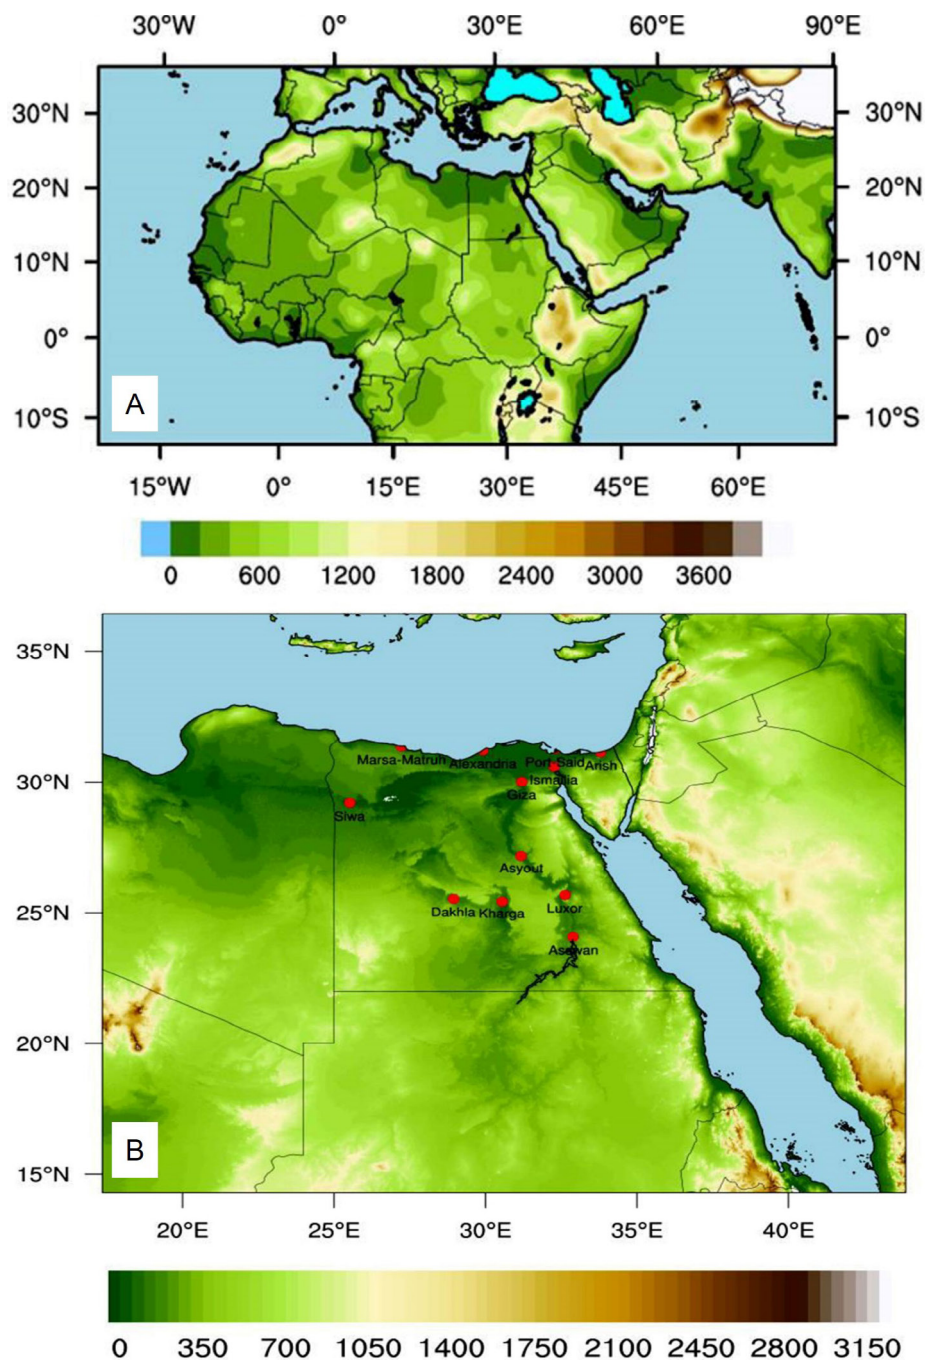 30°W 0° 30°E 60°E 90°E
30°N 30°N
20°N 20°N
10°N 10°N
0° 0°
10°S 10°S
A
15°W 0° 15°E 30°E 45°E 60°E
0 600 1200 1800 2400 3000 3600
35°N
Marsa-Matruh Alexandria Port-Said Arish
30°N
Ismailia
Giza
Siwa
Asyout
25°N
Dakhla Kharga Luxor
Asswan
20°N
B
15°N
20°E 25°E 30°E 35°E 40°E
0 350 700 1050 1400 1750 2100 2450 2800 3150